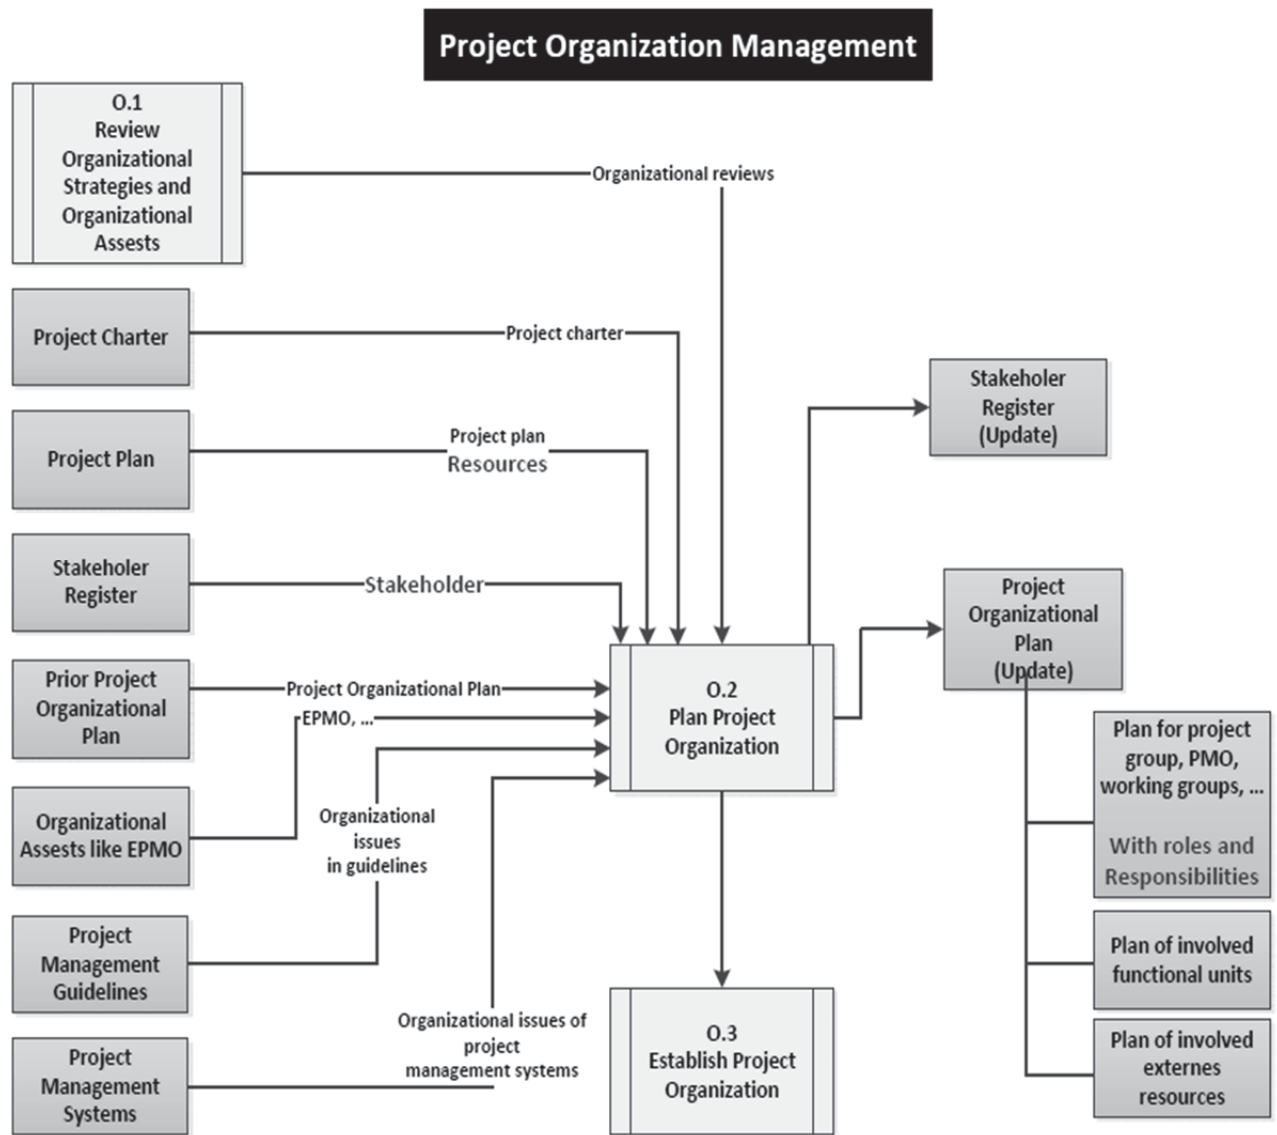 Project Organization Management
O.1
Review
Organizational
Strategies and
Organizational
Assests
Organizational reviews
Project Charter
Project charter
Project Plan
Project plan
Resources
Stakeholer
Register
Stakeholder
Prior Project
Organizational
Plan
Project Organizational Plan
Organizational
Assests like EPMO
EPMO, ...
Project
Management
Guidelines
Organizational
issues
in guidelines
Project
Management
Systems
Organizational issues of
project
management systems
O.2
Plan Project
Organization
O.3
Establish Project
Organization
Stakeholer
Register
(Update)
Project
Organizational
Plan
(Update)
Plan for project
group, PMO,
working groups, ...
With roles and
Responsibilities
Plan of involved
functional units
Plan of involved
externes
resources